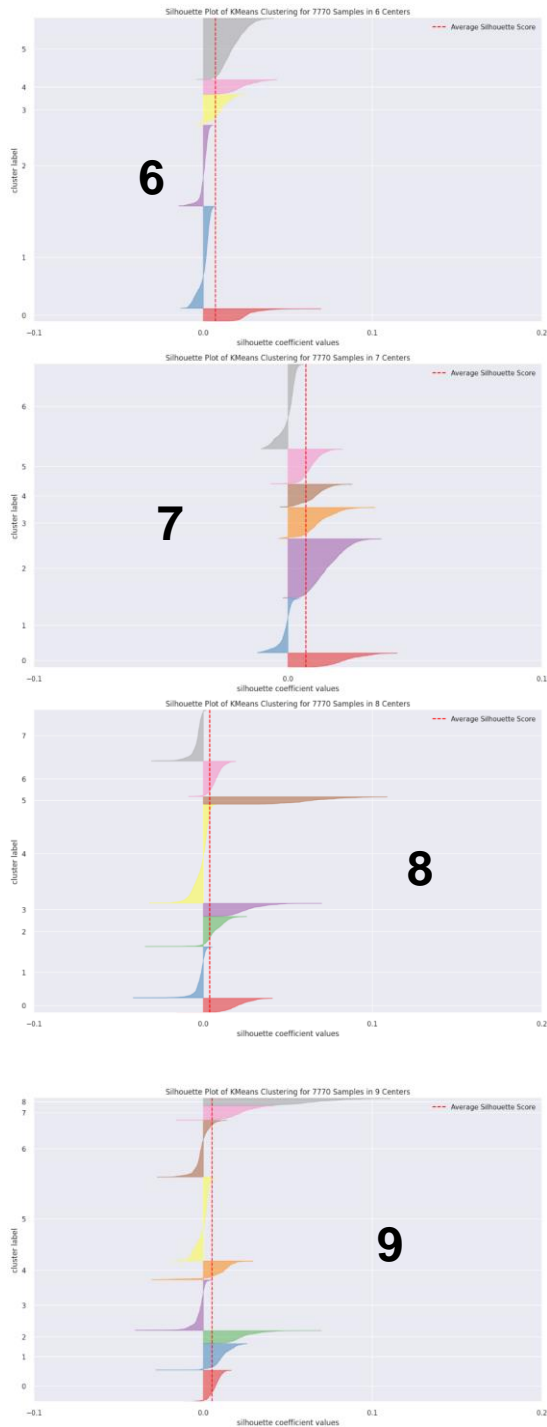 Silhouette Plot of KMeans Clustering for 7770 Samples in 6 Centers
Average Silhouette Score
cluster label
5
4
3
2
1
0
6
−0.1 0.0 0.1 0.2
silhouette coefficient values
Silhouette Plot of KMeans Clustering for 7770 Samples in 7 Centers
Average Silhouette Score
cluster label
6
5
4
3
2
1
0
7
−0.1 0.0 0.1
silhouette coefficient values
Silhouette Plot of KMeans Clustering for 7770 Samples in 8 Centers
Average Silhouette Score
cluster label
7
6
5
4
3
2
1
0
8
−0.1 0.0 0.1 0.2
silhouette coefficient values
Silhouette Plot of KMeans Clustering for 7770 Samples in 9 Centers
Average Silhouette Score
cluster label
8
7
6
5
4
3
2
1
0
9
−0.1 0.0 0.1 0.2
silhouette coefficient values